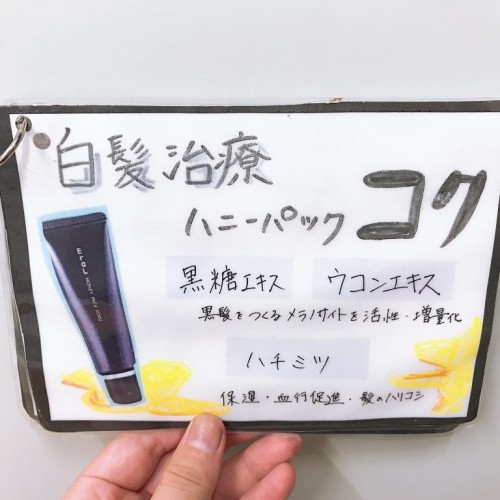 白髪治療
ハニーパック コク
黒糖エキス ウコンエキス
黒髪をつくるメラノサイトを活性・増量化
ハチミツ
保湿・血行促進・髪のハリコシ